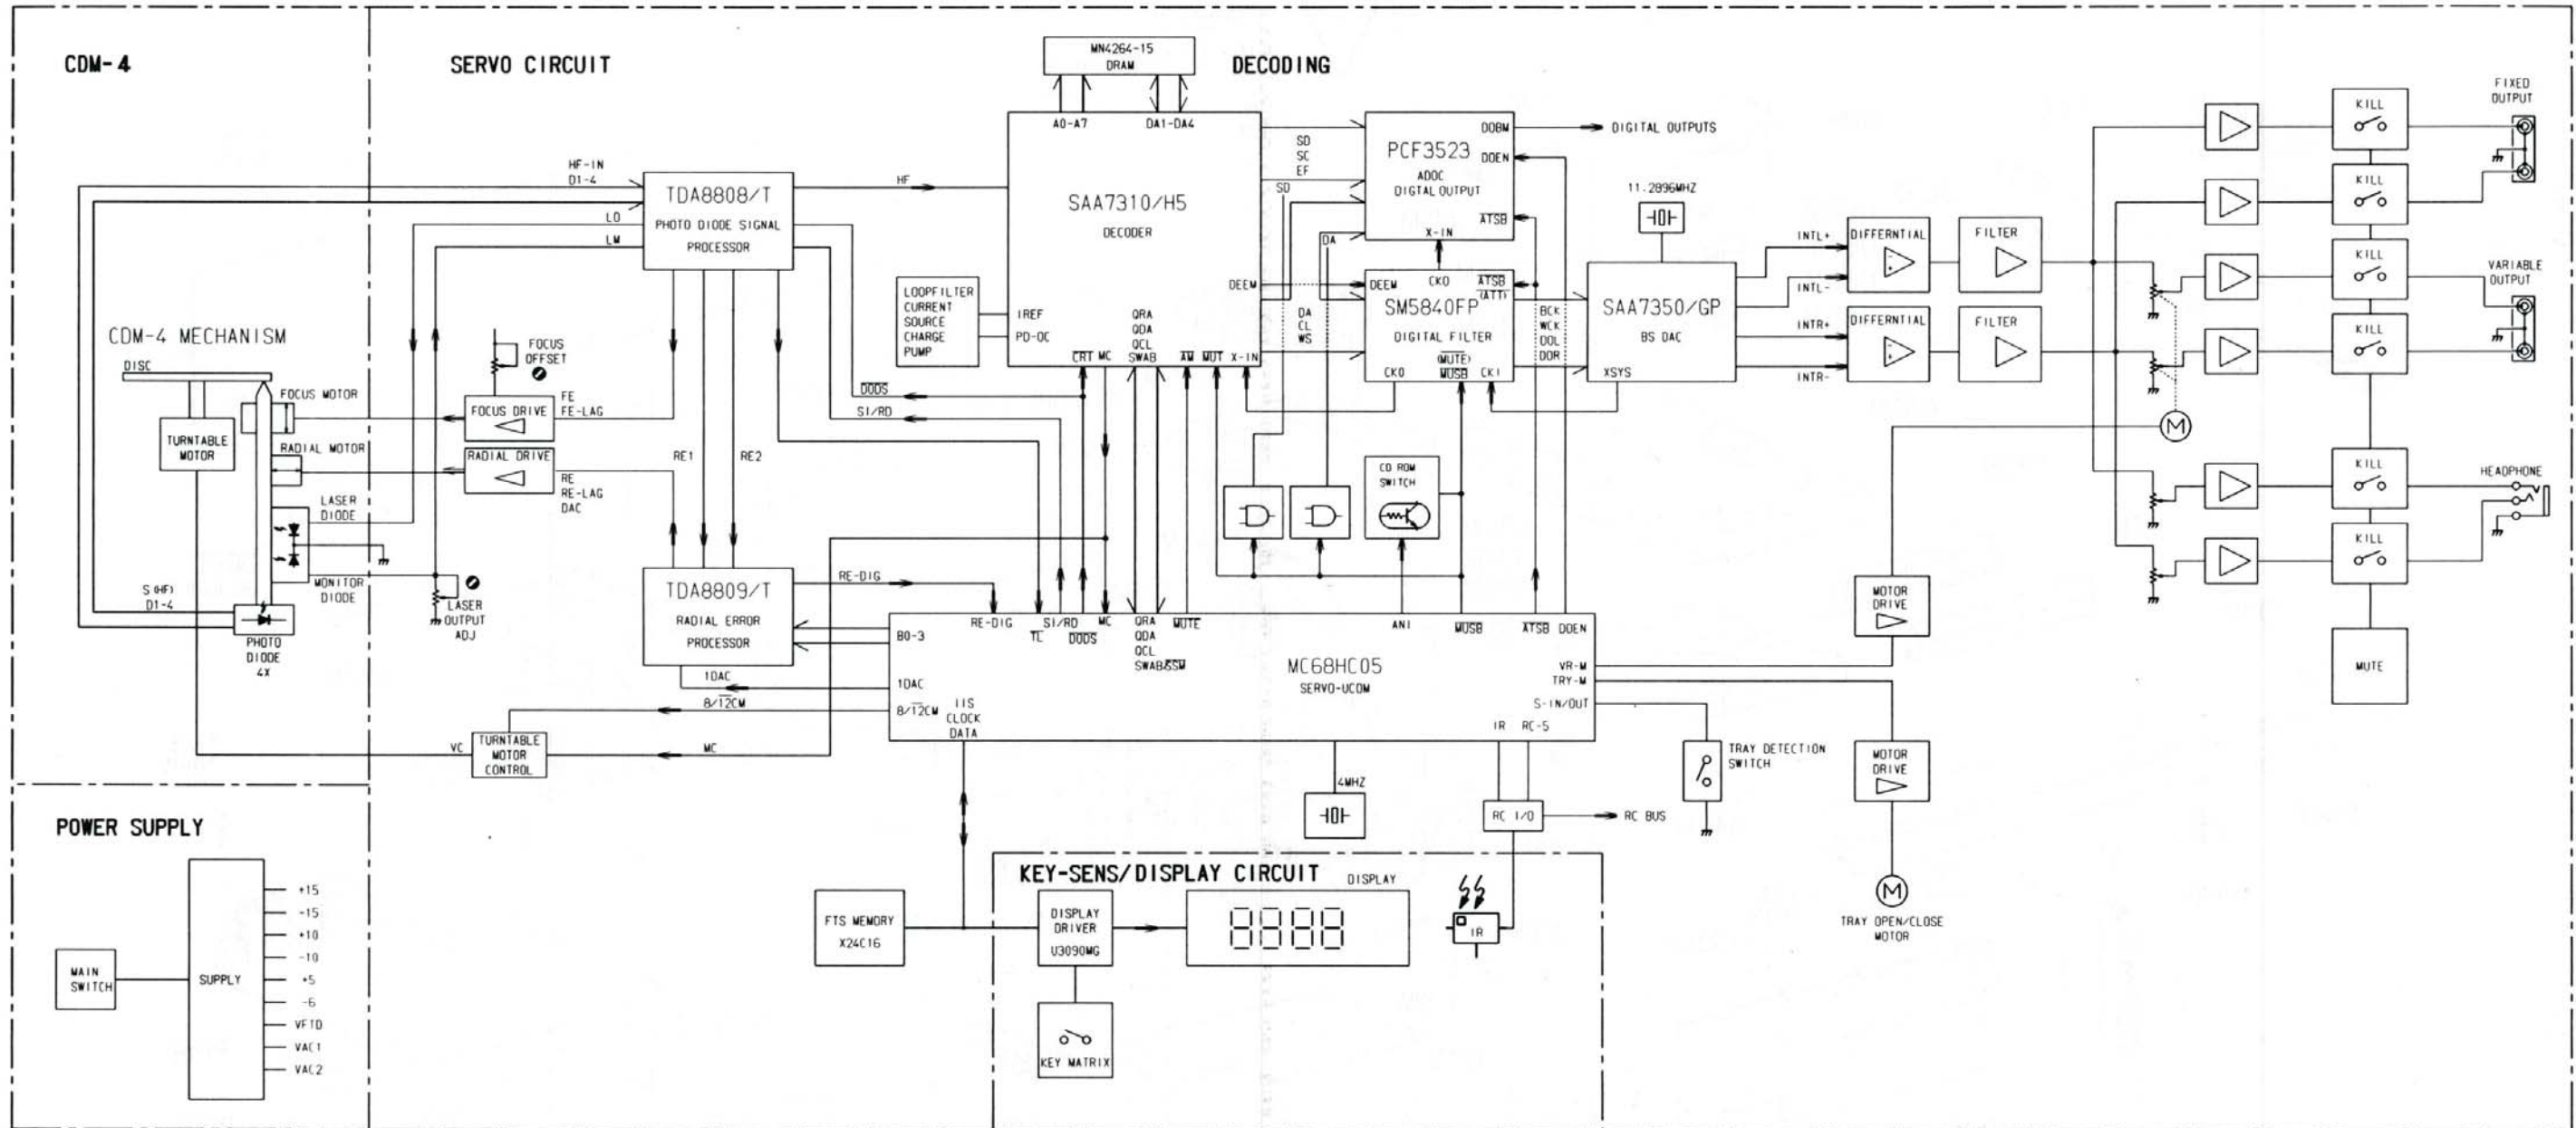 CDM-4
SERVO CIRCUIT
DECODING
MN4264-15
DRAM
A0-A7
DA1-DA4
SAA7310/H5
DECODER
HF
HF-IN
D1-4
LO
LM
TDA8808/T
PHOTO DIODE SIGNAL
PROCESSOR
LOOPFILTER
CURRENT
SOURCE
CHARGE
PUMP
IREF
PD-OC
QRA
QDA
QCL
SWAB
CRT
MC
AM
MUT
X-IN
DEEM
SD
SC
EF
SD
DA
DA
CL
WS
PCF3523
ADOC
DIGTAL OUTPUT
DOBM
DOEN
ATSB
X-IN
DIGITAL OUTPUTS
DEEM
CKO
ATSB
(ATT)
SM5840FP
DIGITAL FILTER
(MUTE)
MUSB
CKO
CKI
BCK
WCK
DOL
DOR
11.2896MHZ
SAA7350/GP
BS DAC
XSYS
INTL+
INTL-
INTR+
INTR-
DIFFERNTIAL
FILTER
DIFFERNTIAL
FILTER
KILL
KILL
KILL
KILL
KILL
KILL
MUTE
FIXED
OUTPUT
VARIABLE
OUTPUT
HEADPHONE
M
CDM-4 MECHANISM
DISC
FOCUS MOTOR
TURNTABLE
MOTOR
RADIAL MOTOR
LASER
DIODE
MONITOR
DIODE
S(HF)
D1-4
PHOTO
DIODE
4X
LASER
OUTPUT
ADJ
FOCUS
OFFSET
FOCUS DRIVE
FE
FE-LAG
RADIAL DRIVE
RE
RE-LAG
DAC
RE1
RE2
DODS
SI/RD
TDA8809/T
RADIAL ERROR
PROCESSOR
RE-DIG
1DAC
8/12CM
VC
TURNTABLE
MOTOR
CONTROL
MC
CD ROM
SWITCH
B0-3
1DAC
8/12CM
IIS
CLOCK
DATA
RE-DIG
TL
SI/RD
DODS
MC
QRA
QDA
QCL
SWAB/SSM
MUTE
ANI
MUSB
ATSB
DOEN
MC68HC05
SERVO-UCOM
VR-M
TRY-M
S-IN/OUT
IR
RC-5
4MHZ
RC I/O
RC BUS
TRAY DETECTION
SWITCH
MOTOR
DRIVE
MOTOR
DRIVE
M
TRAY OPEN/CLOSE
MOTOR
POWER SUPPLY
MAIN
SWITCH
SUPPLY
+15
-15
+10
-10
+5
-6
VFTD
VAC1
VAC2
KEY-SENS/DISPLAY CIRCUIT
DISPLAY
FTS MEMORY
X24C16
DISPLAY
DRIVER
U3090MG
8888
IR
KEY MATRIX